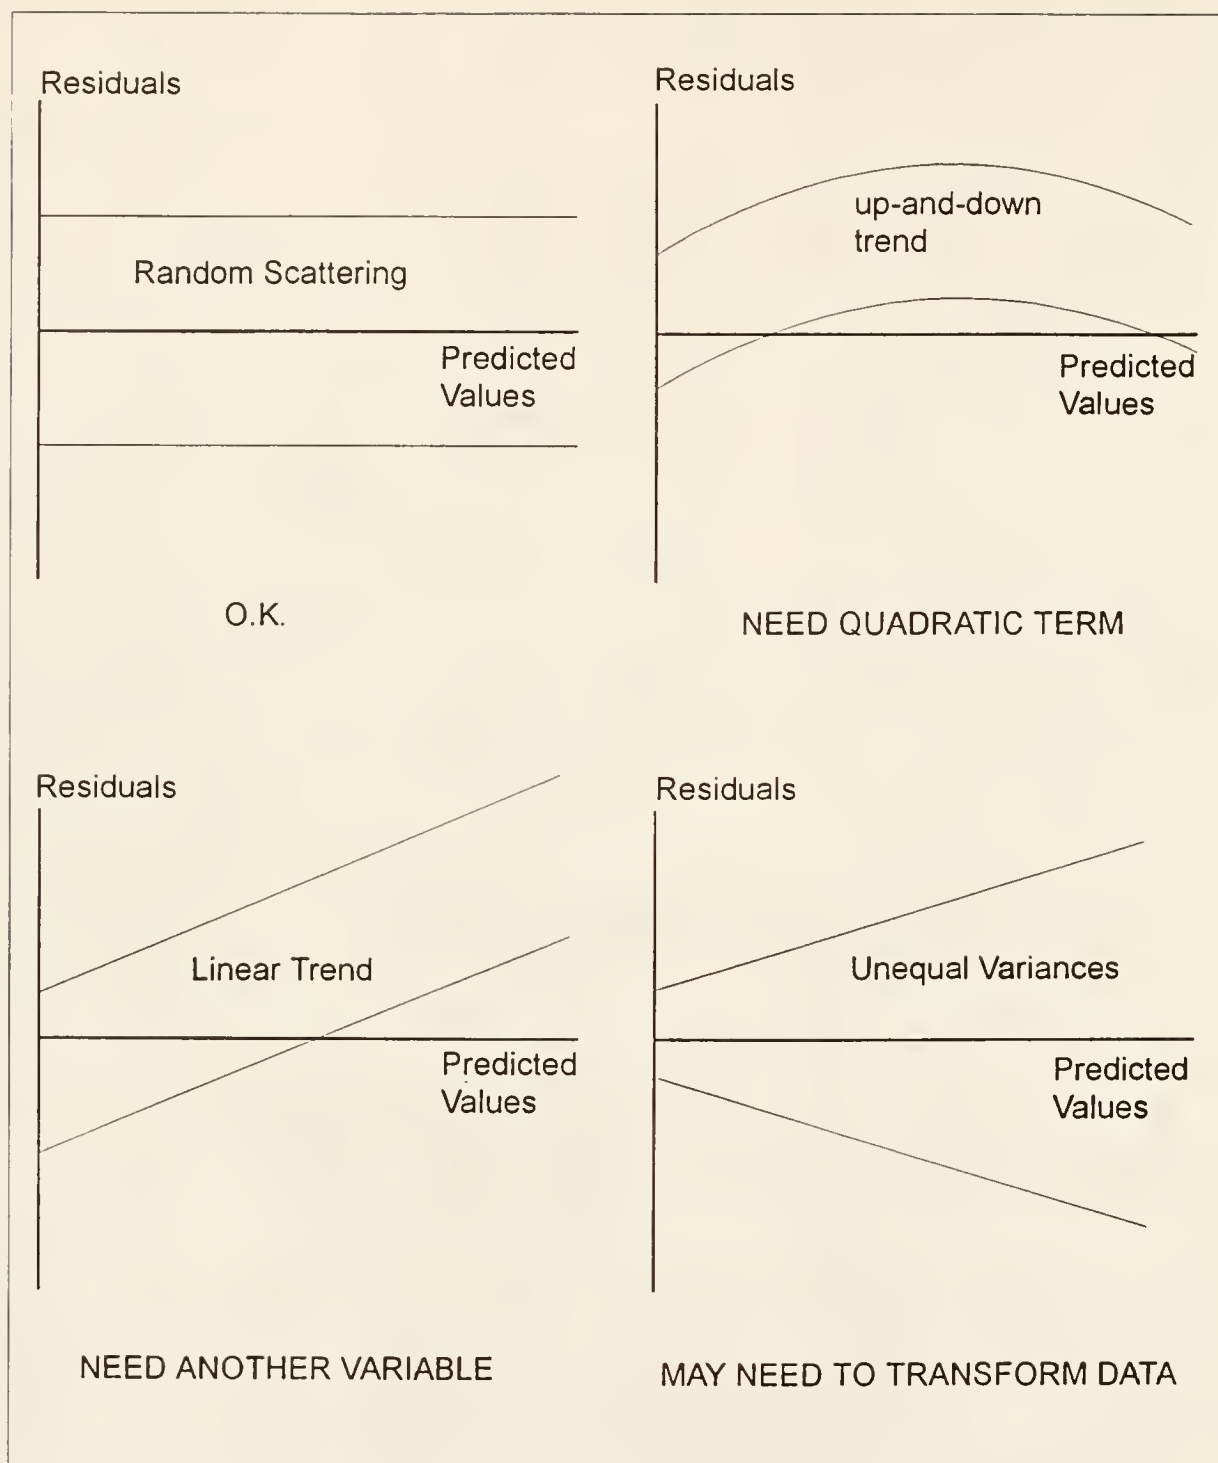 Residuals
Random Scattering
Predicted
Values
O.K.
Residuals
up-and-down
trend
Predicted
Values
NEED QUADRATIC TERM
Residuals
Linear Trend
Predicted
Values
NEED ANOTHER VARIABLE
Residuals
Unequal Variances
Predicted
Values
MAY NEED TO TRANSFORM DATA